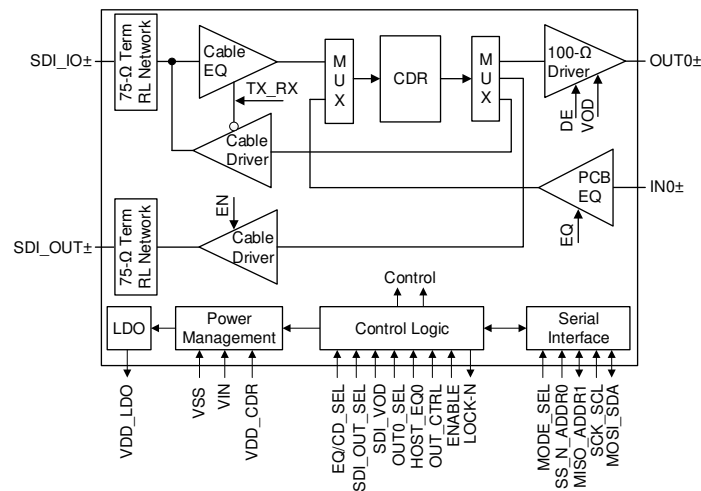 SDI_IO±
75-Ω Term
RL Network
Cable
EQ
TX_RX
Cable
Driver
M
U
X
CDR
M
U
X
100-Ω
Driver
OUT0±
DE
VOD
PCB
EQ
IN0±
EQ
SDI_OUT±
75-Ω Term
RL Network
EN
Cable
Driver
Control
LDO
Power
Management
Control Logic
Serial
Interface
VDD_LDO
VSS
VIN
VDD_CDR
EQ/CD_SEL
SDI_OUT_SEL
SDI_VOD
OUT0_SEL
HOST_EQ0
OUT_CTRL
ENABLE
LOCK-N
MODE_SEL
SS_N_ADDR0
MISO_ADDR1
SCK_SCL
MOSI_SDA